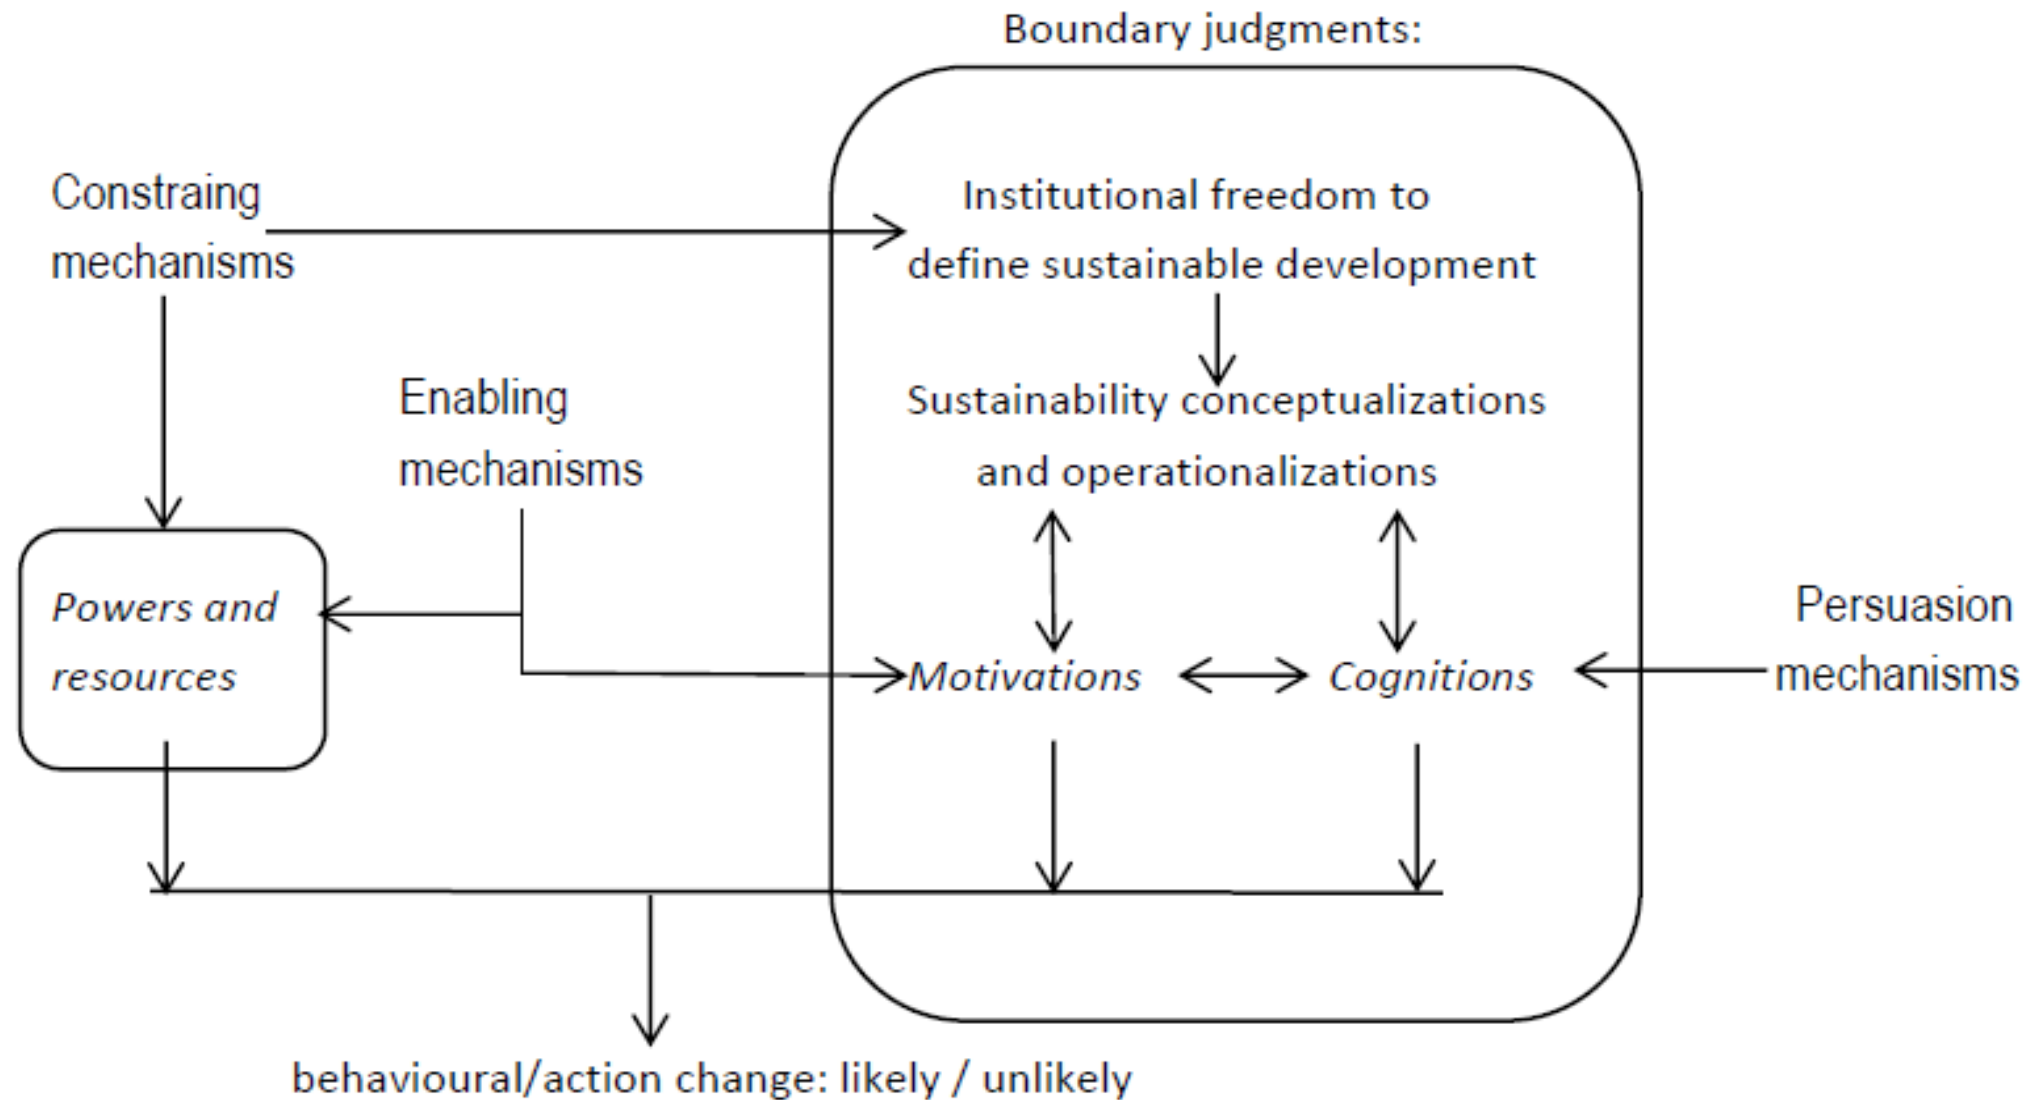 Boundary judgments:
Constraing
mechanisms
Institutional freedom to
define sustainable development
Enabling
mechanisms
Sustainability conceptualizations
and operationalizations
Powers and
resources
Motivations
Cognitions
Persuasion
mechanisms
behavioural/action change: likely / unlikely